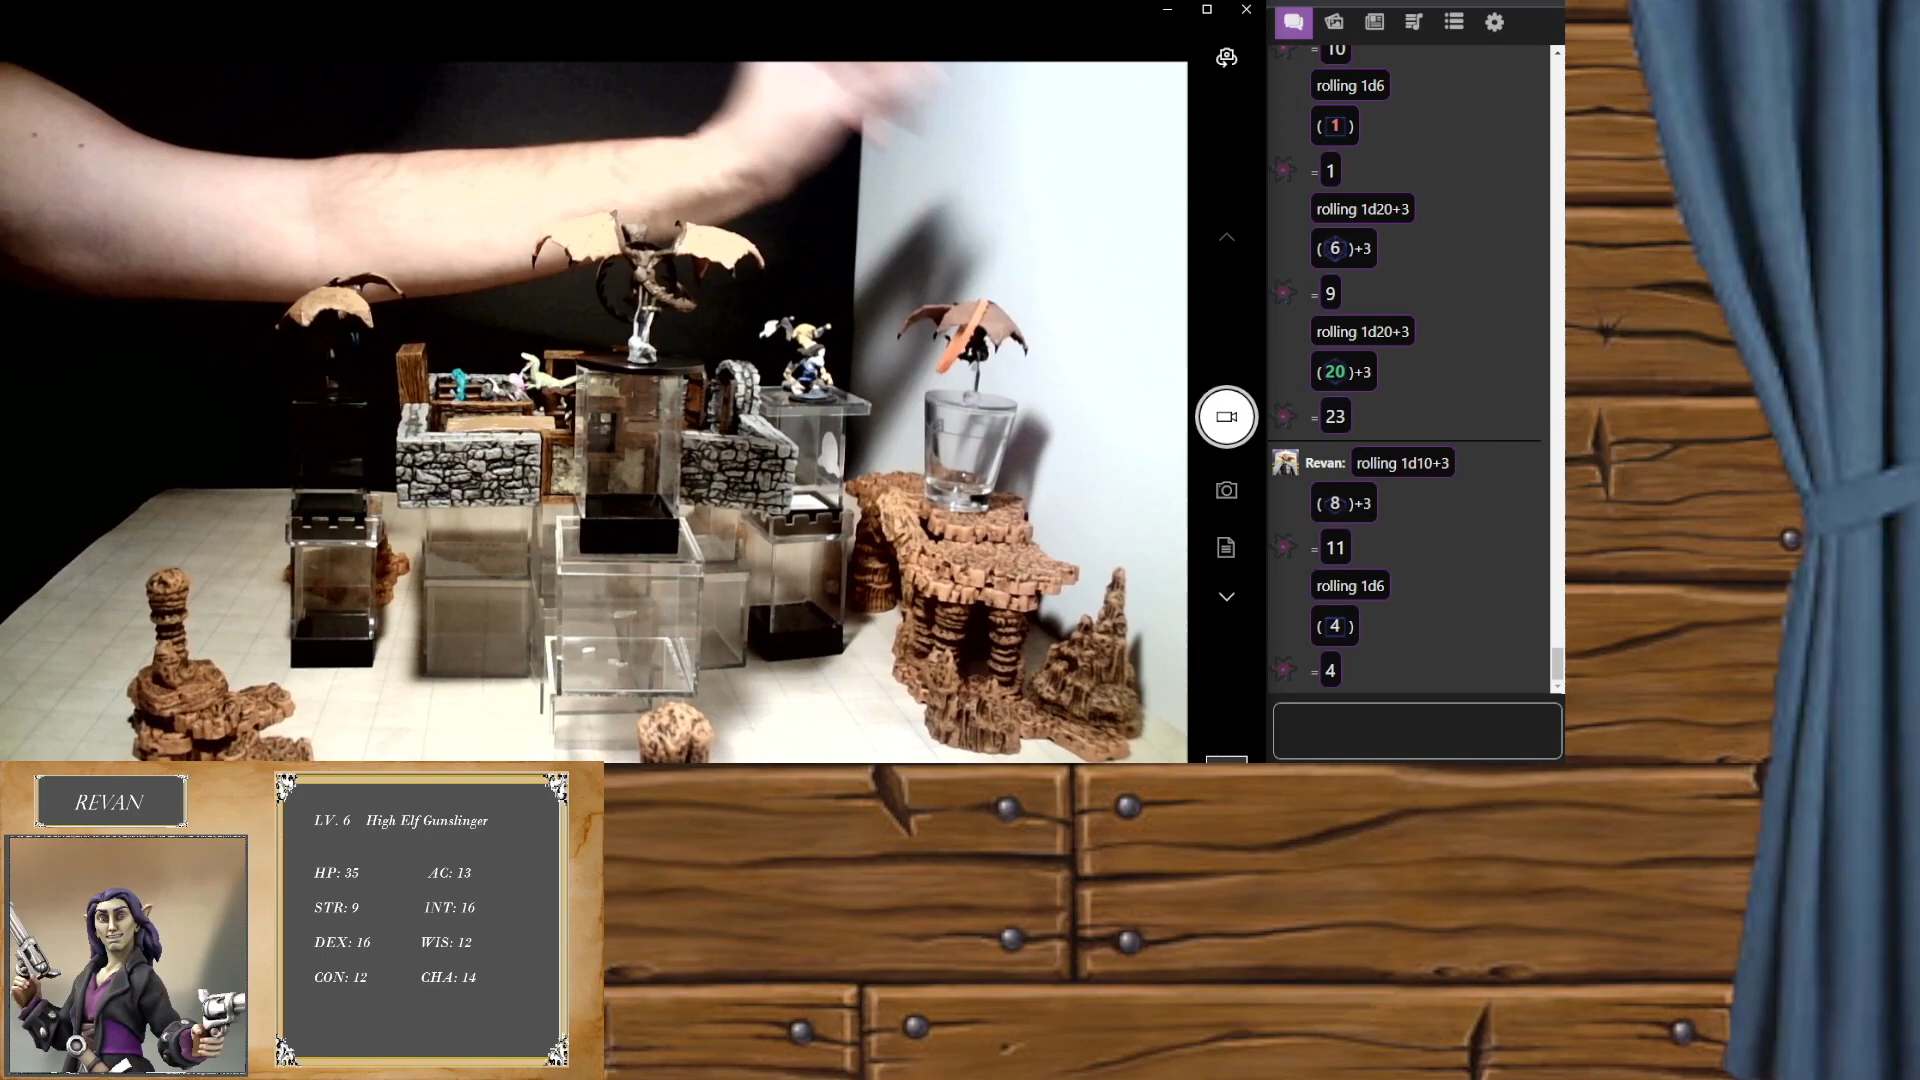 = 10
rolling 1d6
( 1 )
= 1
rolling 1d20+3
( 6 )+3
= 9
rolling 1d20+3
( 20 )+3
= 23
Revan: rolling 1d10+3
( 8 )+3
= 11
rolling 1d6
( 4 )
= 4
REVAN
LV. 6 High Elf Gunslinger
HP: 35 AC: 13
STR: 9 INT: 16
DEX: 16 WIS: 12
CON: 12 CHA: 14